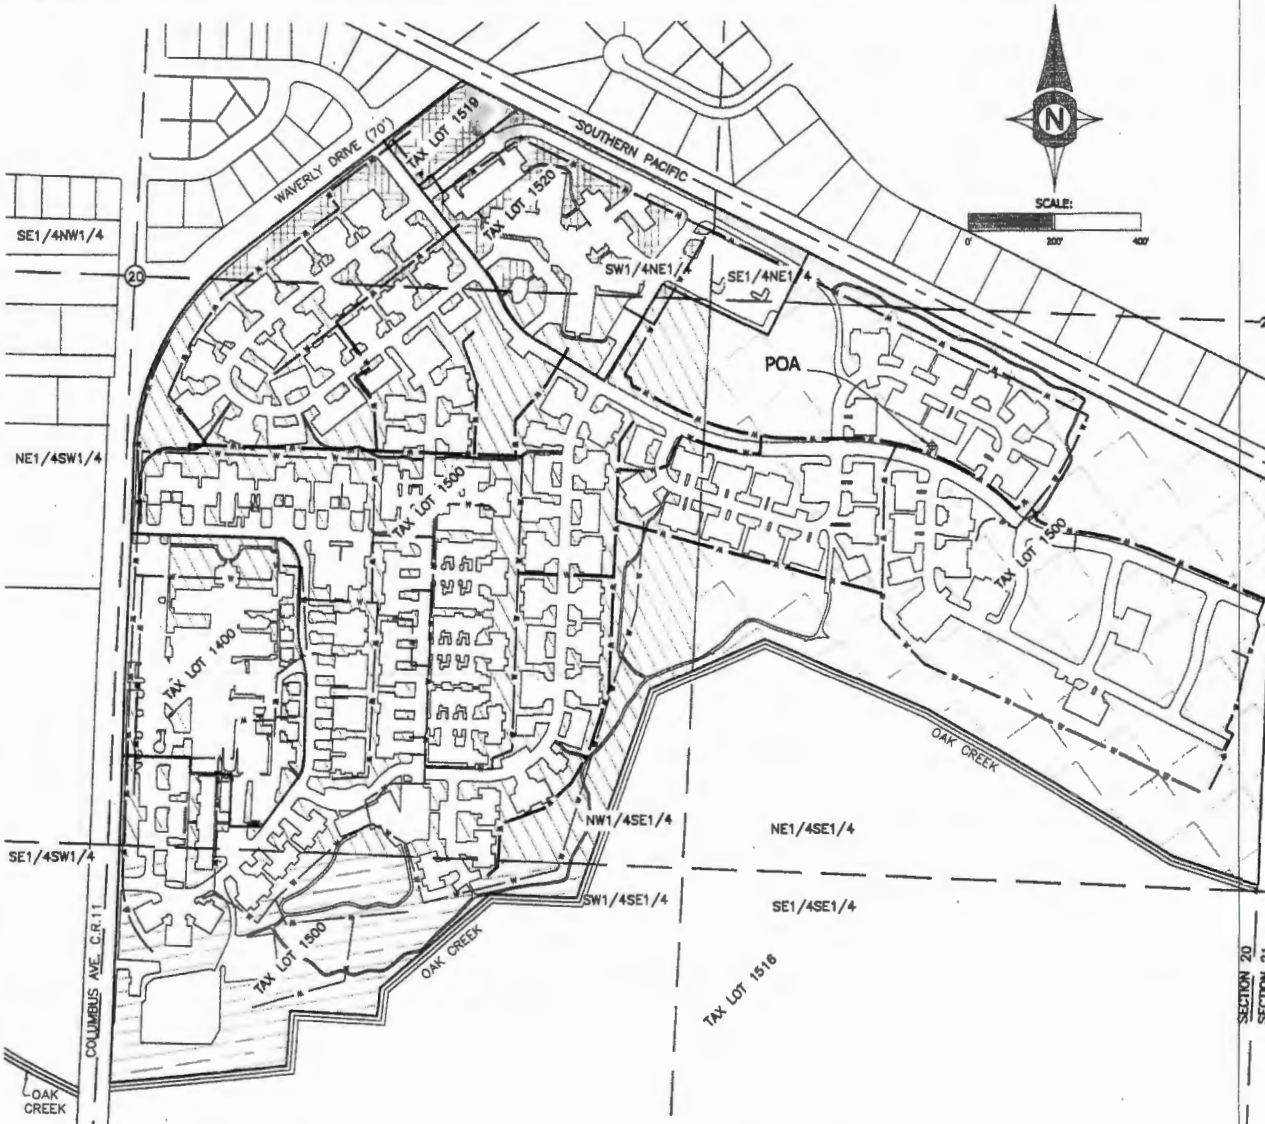 TAX LOT 1519
WAVERLY DRIVE (70')
SOUTHERN PACIFIC
N
SCALE:
0' 200' 400'
TAX LOT 1520
SE1/4NW1/4
20
SW1/4NE1/4
SE1/4NE1/4
POA
NE1/4SW1/4
TAX LOT 1500
TAX LOT 1500
TAX LOT 1400
OAK CREEK
NW1/4SE1/4
NE1/4SE1/4
SE1/4SW1/4
SW1/4SE1/4
SE1/4SE1/4
COLUMBUS AVE. C.R.11
TAX LOT 1500
OAK CREEK
TAX LOT 1516
SECTION 20
SECTION 21
OAK
CREEK